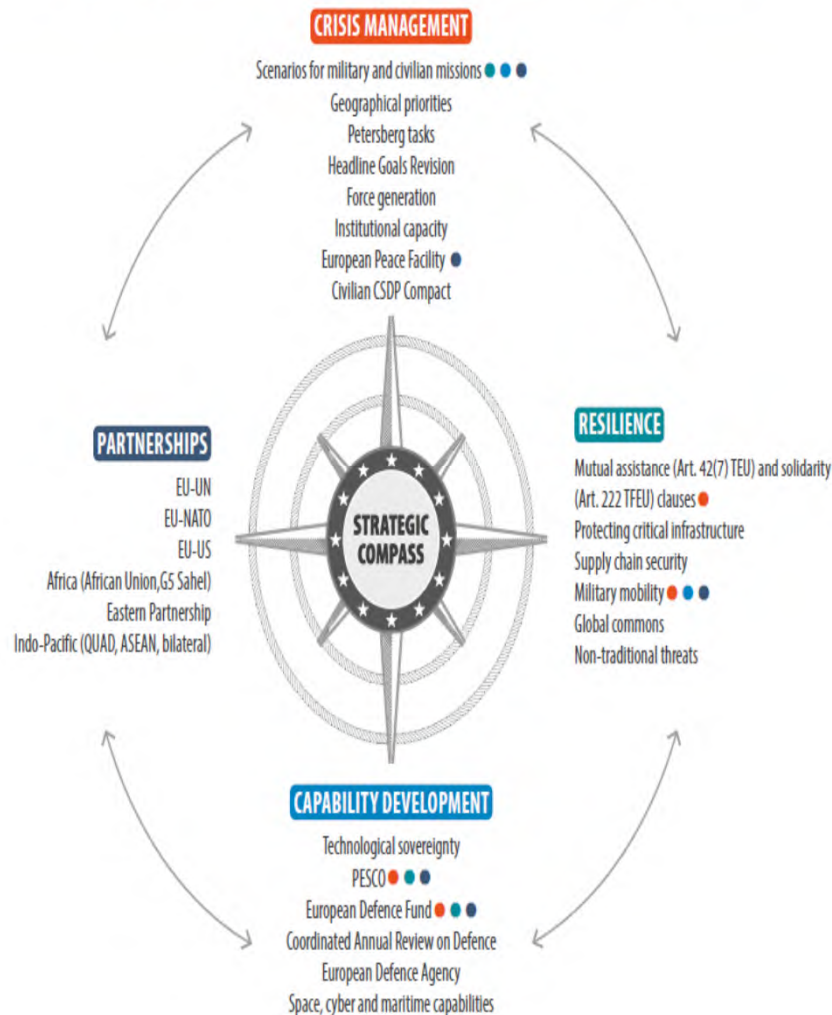 CRISIS MANAGEMENT
Scenarios for military and civilian missions
Geographical priorities
Petersberg tasks
Headline Goals Revision
Force generation
Institutional capacity
European Peace Facility
Civilian CSDP Compact
PARTNERSHIPS
EU-UN
EU-NATO
EU-US
Africa (African Union,G5 Sahel)
Eastern Partnership
Indo-Pacific (QUAD, ASEAN, bilateral)
STRATEGIC
COMPASS
RESILIENCE
Mutual assistance (Art. 42(7) TEU) and solidarity
(Art. 222 TFEU) clauses
Protecting critical infrastructure
Supply chain security
Military mobility
Global commons
Non-traditional threats
CAPABILITY DEVELOPMENT
Technological sovereignty
PESCO
European Defence Fund
Coordinated Annual Review on Defence
European Defence Agency
Space, cyber and maritime capabilities